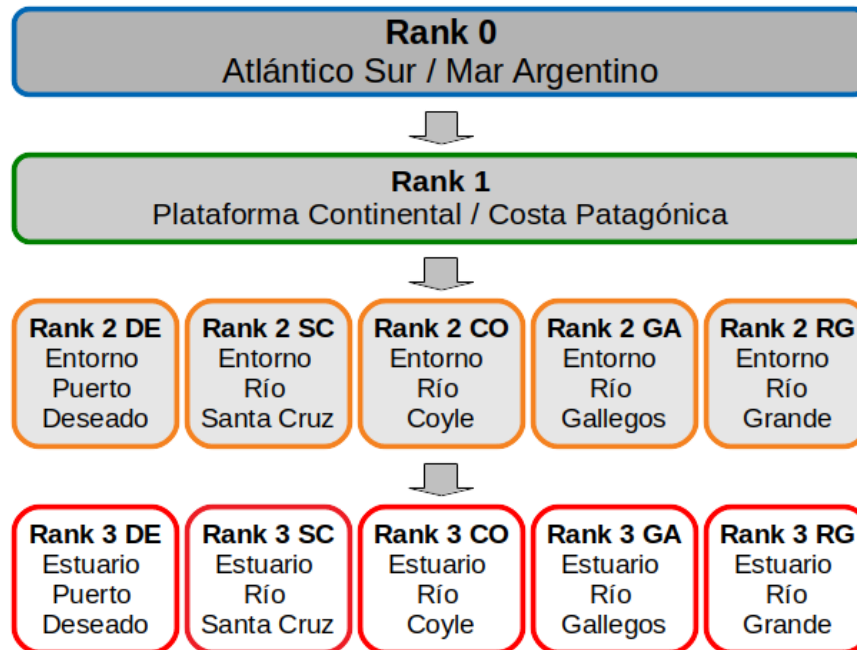 Rank 0
Atlántico Sur / Mar Argentino
Rank 1
Plataforma Continental / Costa Patagónica
Rank 2 DE
Entorno
Puerto
Deseado
Rank 2 SC
Entorno
Río
Santa Cruz
Rank 2 CO
Entorno
Río
Coyle
Rank 2 GA
Entorno
Río
Gallegos
Rank 2 RG
Entorno
Río
Grande
Rank 3 DE
Estuario
Puerto
Deseado
Rank 3 SC
Estuario
Río
Santa Cruz
Rank 3 CO
Estuario
Río
Coyle
Rank 3 GA
Estuario
Río
Gallegos
Rank 3 RG
Estuario
Río
Grande